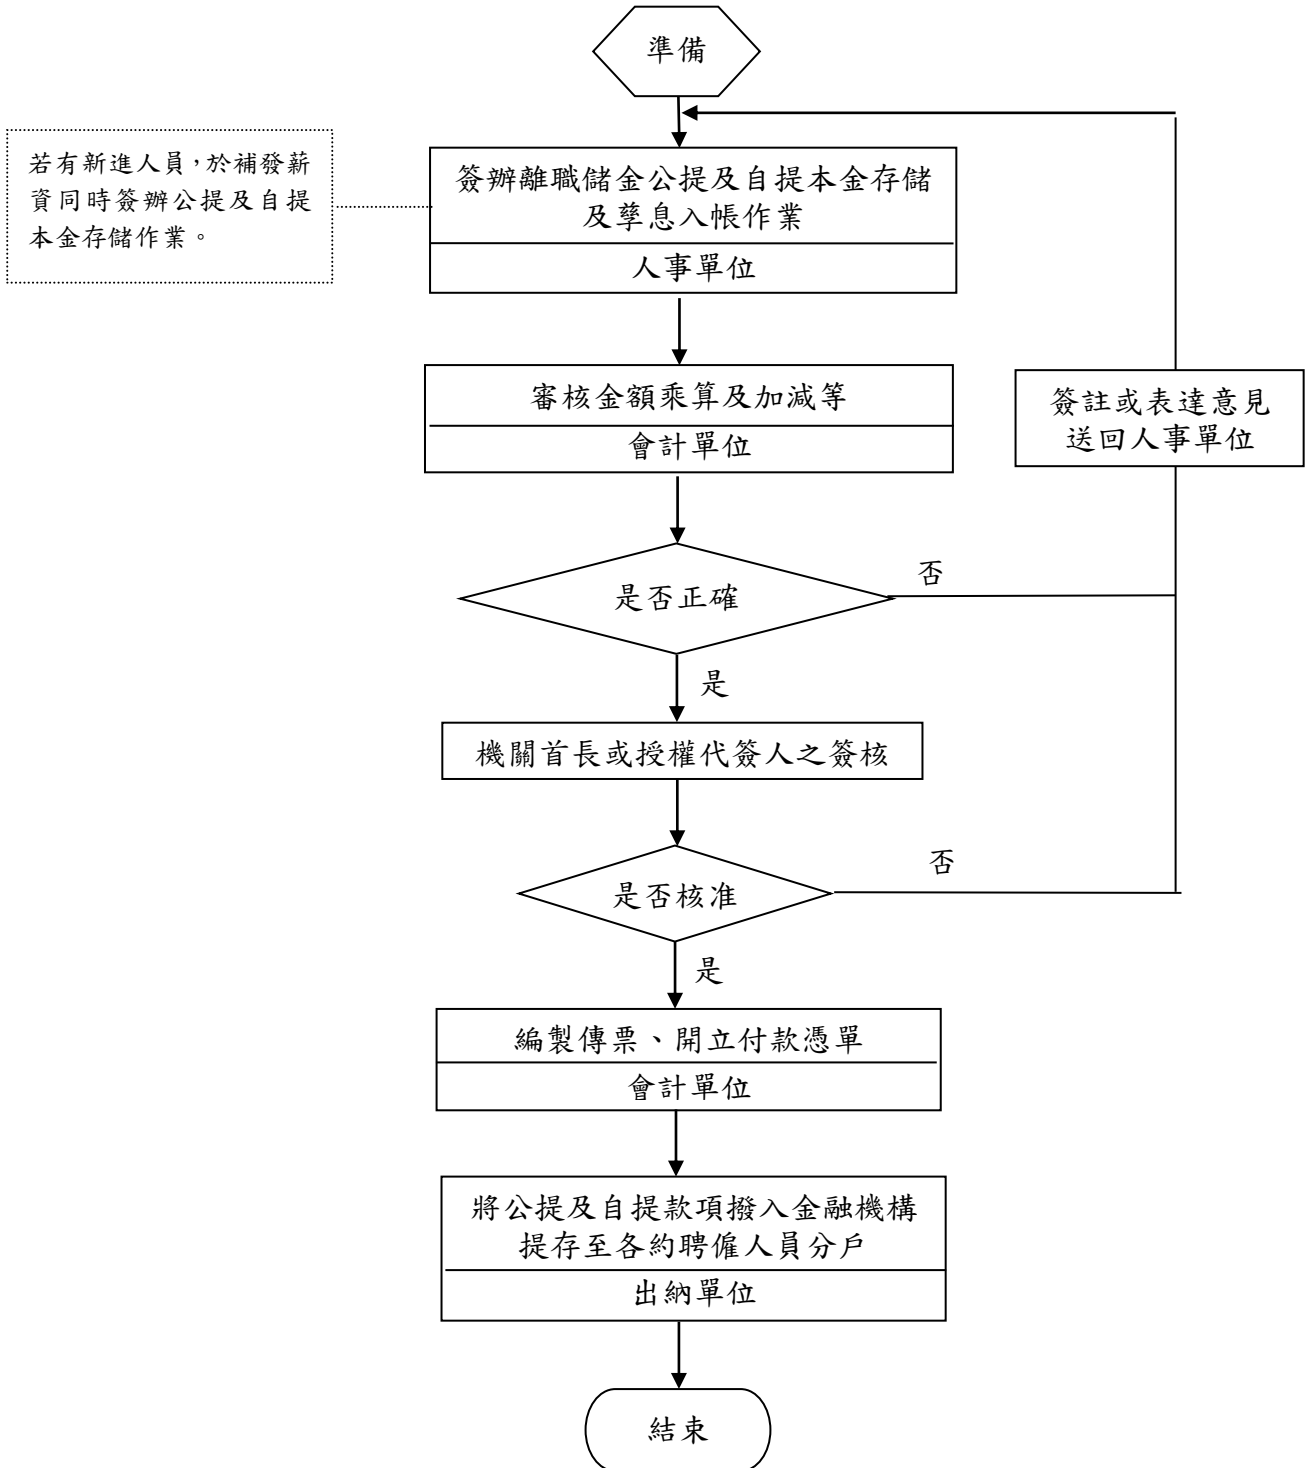 準備
若有新進人員，於補發薪
資同時簽辦公提及自提
本金存儲作業。
簽辦離職儲金公提及自提本金存儲
及孳息入帳作業
人事單位
審核金額乘算及加減等
會計單位
簽註或表達意見
送回人事單位
是否正確
否
是
機關首長或授權代簽人之簽核
是否核准
否
是
編製傳票、開立付款憑單
會計單位
將公提及自提款項撥入金融機構
提存至各約聘僱人員分戶
出納單位
結束